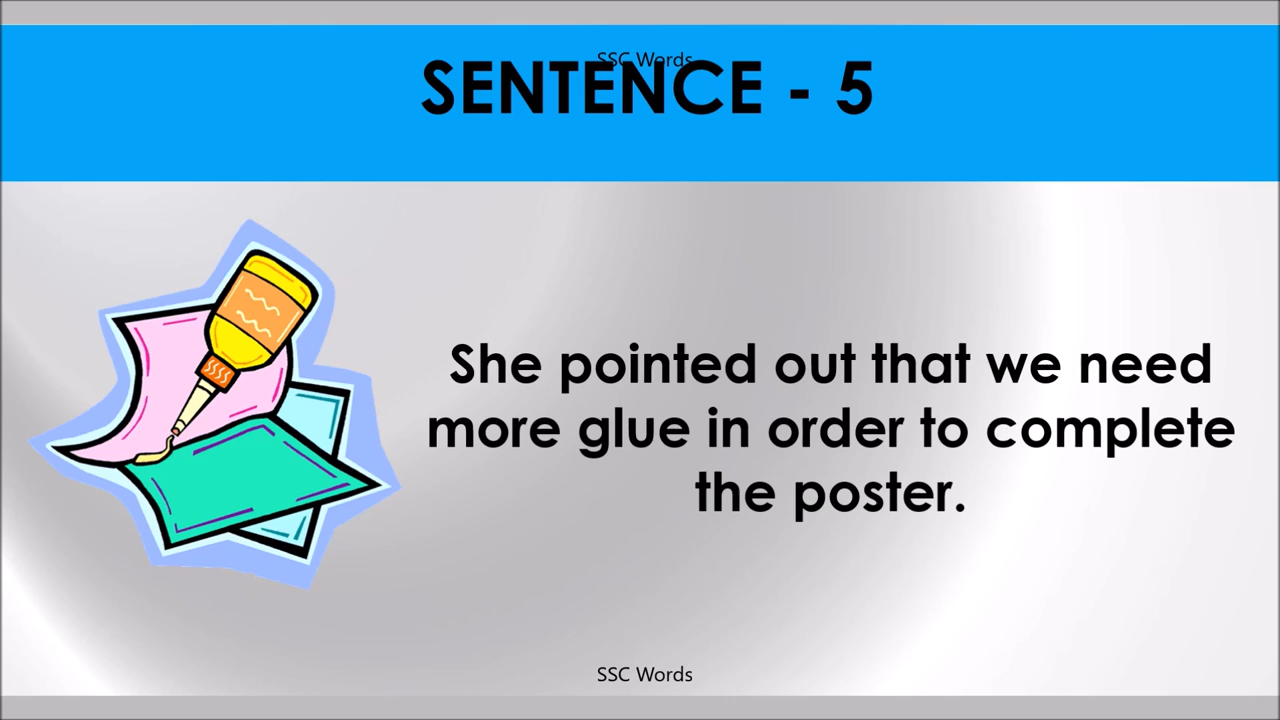 SSC Words
SENTENCE - 5
She pointed out that we need
more glue in order to complete
the poster.
SSC Words